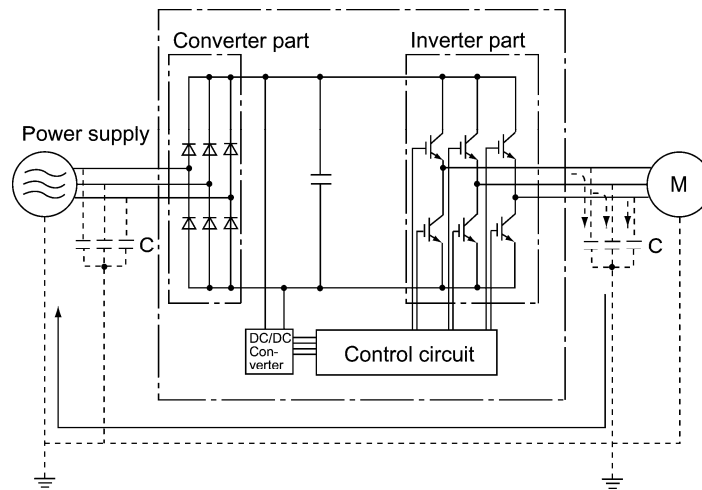 Converter part
Inverter part
Power supply
M
C
C
DC/DC
Con-
verter
Control circuit